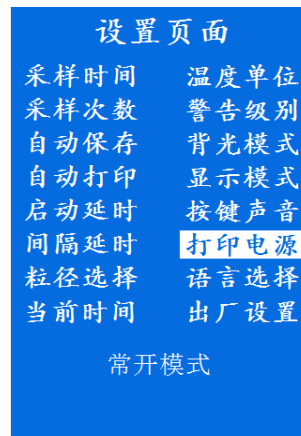 设置页面
采样时间 温度单位
采样次数 警告级别
自动保存 背光模式
自动打印 显示模式
启动延时 按键声音
间隔延时 打印电源
粒径选择 语言选择
当前时间 出厂设置
常开模式